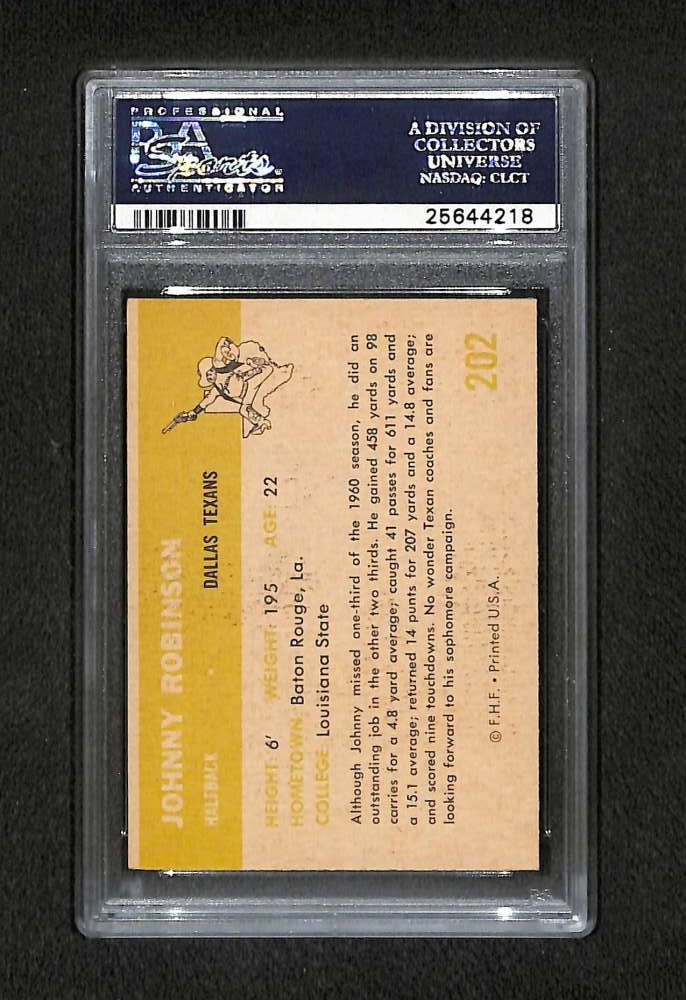 PROFESSIONAL
PSA
Sports
AUTHENTICATOR
A DIVISION OF
COLLECTORS
UNIVERSE
NASDAQ: CLCT
25644218
JOHNNY ROBINSON
HALFBACK • DALLAS TEXANS
HEIGHT: 6' WEIGHT: 195 AGE: 22
HOMETOWN: Baton Rouge, La.
COLLEGE: Louisiana State
Although Johnny missed one-third of the 1960 season, he did an
outstanding job in the other two thirds. He gained 458 yards on 98
carries for a 4.8 yard average; caught 41 passes for 611 yards and
a 15.1 average; returned 14 punts for 207 yards and a 14.8 average;
and scored nine touchdowns. No wonder Texan coaches and fans are
looking forward to his sophomore campaign.
© F.H.F. • Printed U.S.A.
202